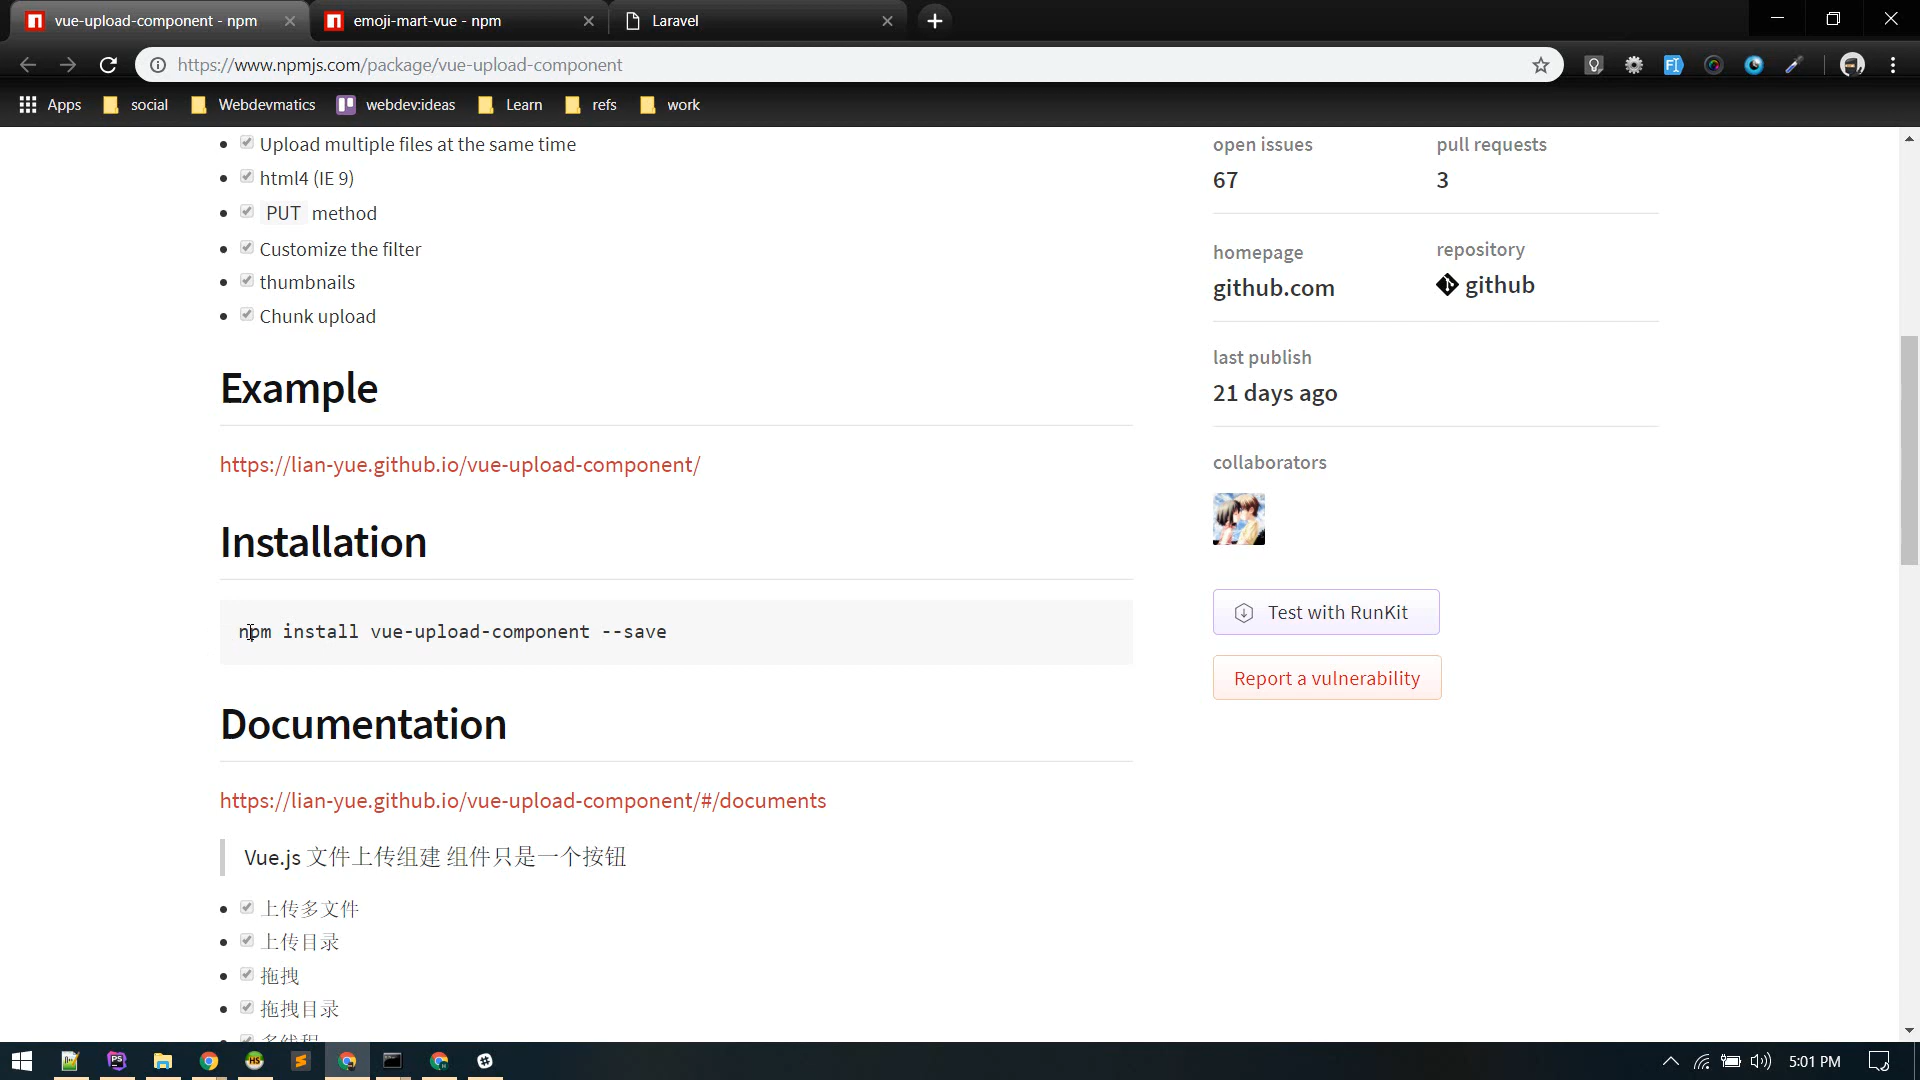 vue-upload-component - npm
emoji-mart-vue - npm
Laravel
https://www.npmjs.com/package/vue-upload-component
Apps
social
Webdevmatics
webdev:ideas
Learn
refs
work
Upload multiple files at the same time
html4 (IE 9)
PUT method
Customize the filter
thumbnails
Chunk upload
Example
https://lian-yue.github.io/vue-upload-component/
Installation
npm install vue-upload-component --save
Documentation
https://lian-yue.github.io/vue-upload-component/#/documents
Vue.js 文件上传组建 组件只是一个按钮
上传多文件
上传目录
拖拽
拖拽目录
多线程
open issues
67
pull requests
3
homepage
github.com
repository
github
last publish
21 days ago
collaborators
Test with RunKit
Report a vulnerability
5:01 PM